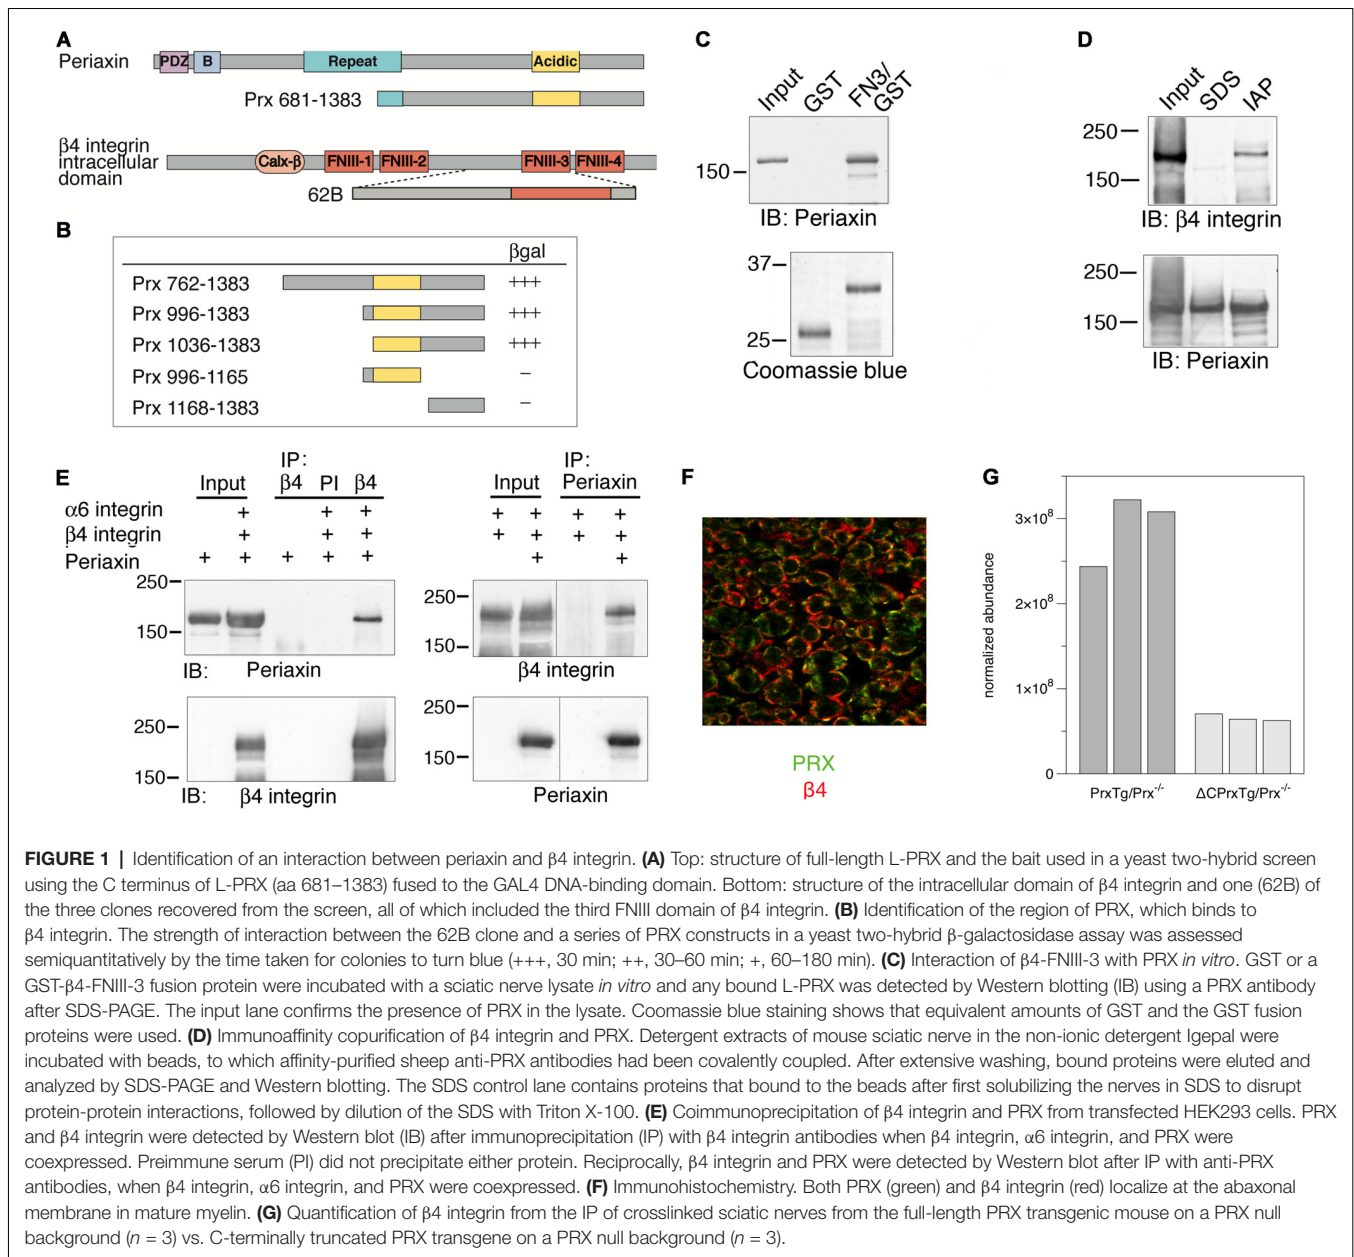 A
Periaxin
PDZ
B
Repeat
Acidic
Prx 681-1383
β4 integrin
intracellular
domain
Calx-β
FNIII-1
FNIII-2
FNIII-3
FNIII-4
62B
B
βgal
Prx 762-1383 +++
Prx 996-1383 +++
Prx 1036-1383 +++
Prx 996-1165 –
Prx 1168-1383 –
C
Input
GST
FN3/
GST
150
IB: Periaxin
37
25
Coomassie blue
D
Input
SDS
IAP
250
150
IB: β4 integrin
250
150
IB: Periaxin
E
IP:
Input β4 PI β4
α6 integrin + + +
β4 integrin + + +
Periaxin + + + + +
250
150
IB: Periaxin
250
150
IB: β4 integrin
IP:
Input Periaxin
+ + + +
+ + + +
+ +
250
150
β4 integrin
250
150
Periaxin
F
PRX
β4
G
normalized abundance
3×10⁸
2×10⁸
1×10⁸
0
PrxTg/Prx⁻/⁻
ΔCPrxTg/Prx⁻/⁻
FIGURE 1 | Identification of an interaction between periaxin and β4 integrin. (A) Top: structure of full-length L-PRX and the bait used in a yeast two-hybrid screen
using the C terminus of L-PRX (aa 681–1383) fused to the GAL4 DNA-binding domain. Bottom: structure of the intracellular domain of β4 integrin and one (62B) of
the three clones recovered from the screen, all of which included the third FNIII domain of β4 integrin. (B) Identification of the region of PRX, which binds to
β4 integrin. The strength of interaction between the 62B clone and a series of PRX constructs in a yeast two-hybrid β-galactosidase assay was assessed
semiquantitatively by the time taken for colonies to turn blue (+++, 30 min; ++, 30–60 min; +, 60–180 min). (C) Interaction of β4-FNIII-3 with PRX in vitro. GST or a
GST-β4-FNIII-3 fusion protein were incubated with a sciatic nerve lysate in vitro and any bound L-PRX was detected by Western blotting (IB) using a PRX antibody
after SDS-PAGE. The input lane confirms the presence of PRX in the lysate. Coomassie blue staining shows that equivalent amounts of GST and the GST fusion
proteins were used. (D) Immunoaffinity copurification of β4 integrin and PRX. Detergent extracts of mouse sciatic nerve in the non-ionic detergent Igepal were
incubated with beads, to which affinity-purified sheep anti-PRX antibodies had been covalently coupled. After extensive washing, bound proteins were eluted and
analyzed by SDS-PAGE and Western blotting. The SDS control lane contains proteins that bound to the beads after first solubilizing the nerves in SDS to disrupt
protein-protein interactions, followed by dilution of the SDS with Triton X-100. (E) Coimmunoprecipitation of β4 integrin and PRX from transfected HEK293 cells. PRX
and β4 integrin were detected by Western blot (IB) after immunoprecipitation (IP) with β4 integrin antibodies when β4 integrin, α6 integrin, and PRX were
coexpressed. Preimmune serum (PI) did not precipitate either protein. Reciprocally, β4 integrin and PRX were detected by Western blot after IP with anti-PRX
antibodies, when β4 integrin, α6 integrin, and PRX were coexpressed. (F) Immunohistochemistry. Both PRX (green) and β4 integrin (red) localize at the abaxonal
membrane in mature myelin. (G) Quantification of β4 integrin from the IP of crosslinked sciatic nerves from the full-length PRX transgenic mouse on a PRX null
background (n = 3) vs. C-terminally truncated PRX transgene on a PRX null background (n = 3).